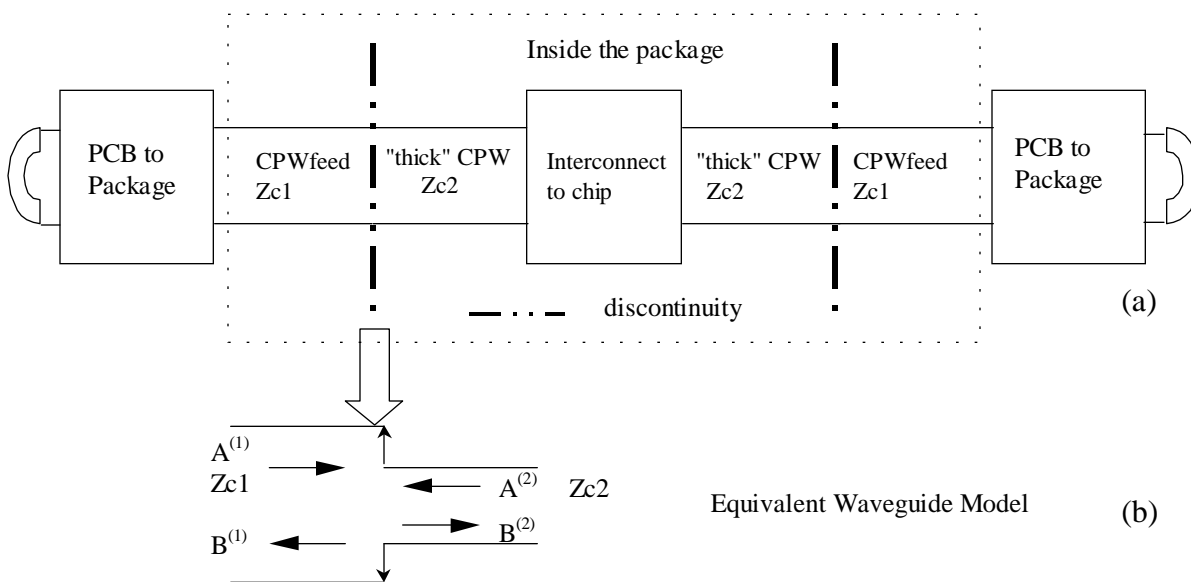 Inside the package
PCB to
Package
CPWfeed
Zc1
"thick" CPW
Zc2
Interconnect
to chip
"thick" CPW
Zc2
CPWfeed
Zc1
PCB to
Package
discontinuity
(a)
A(1)
Zc1
A(2) Zc2
B(1)
B(2)
Equivalent Waveguide Model
(b)